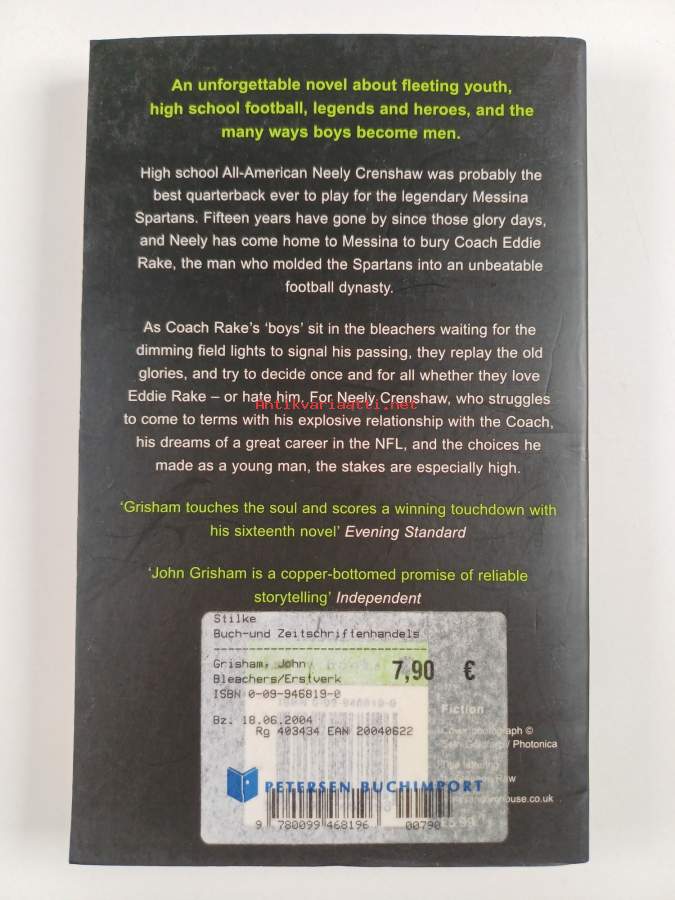 An unforgettable novel about fleeting youth,
high school football, legends and heroes, and the
many ways boys become men.
High school All-American Neely Crenshaw was probably the
best quarterback ever to play for the legendary Messina
Spartans. Fifteen years have gone by since those glory days,
and Neely has come home to Messina to bury Coach Eddie
Rake, the man who molded the Spartans into an unbeatable
football dynasty.
As Coach Rake's 'boys' sit in the bleachers waiting for the
dimming field lights to signal his passing, they replay the old
glories, and try to decide once and for all whether they love
Eddie Rake – or hate him. For Neely Crenshaw, who struggles
Antikvariaatti.net
to come to terms with his explosive relationship with the Coach,
his dreams of a great career in the NFL, and the choices he
made as a young man, the stakes are especially high.
'Grisham touches the soul and scores a winning touchdown with
his sixteenth novel' Evening Standard
'John Grisham is a copper-bottomed promise of reliable
storytelling' Independent
Stilke
Buch-und Zeitschriftenhandels
Grisham, John
Bleachers/Erstverk
7,90 €
ISBN 0-09-946819-0
Bz. 18.06.2004
Rg 403434 EAN 20040622
Fiction
Photonica
PETERSEN BUCHIMPORT
house.co.uk
£5.99
9 780099 468196
00790